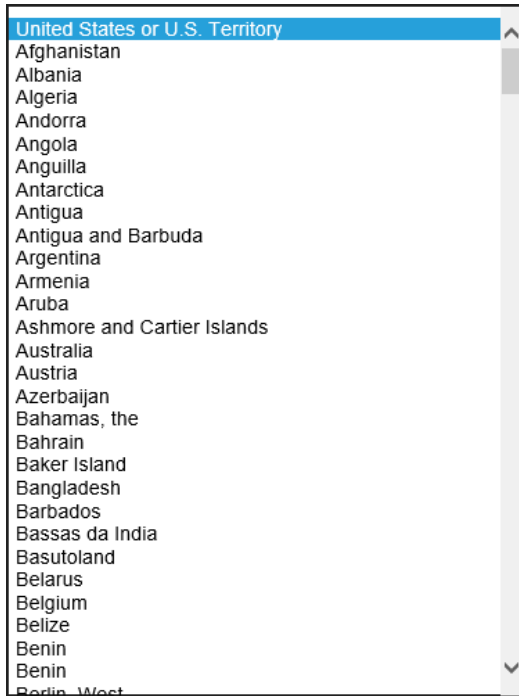 United States or U.S. Territory
Afghanistan
Albania
Algeria
Andorra
Angola
Anguilla
Antarctica
Antigua
Antigua and Barbuda
Argentina
Armenia
Aruba
Ashmore and Cartier Islands
Australia
Austria
Azerbaijan
Bahamas, the
Bahrain
Baker Island
Bangladesh
Barbados
Bassas da India
Basutoland
Belarus
Belgium
Belize
Benin
Benin
Berlin, West